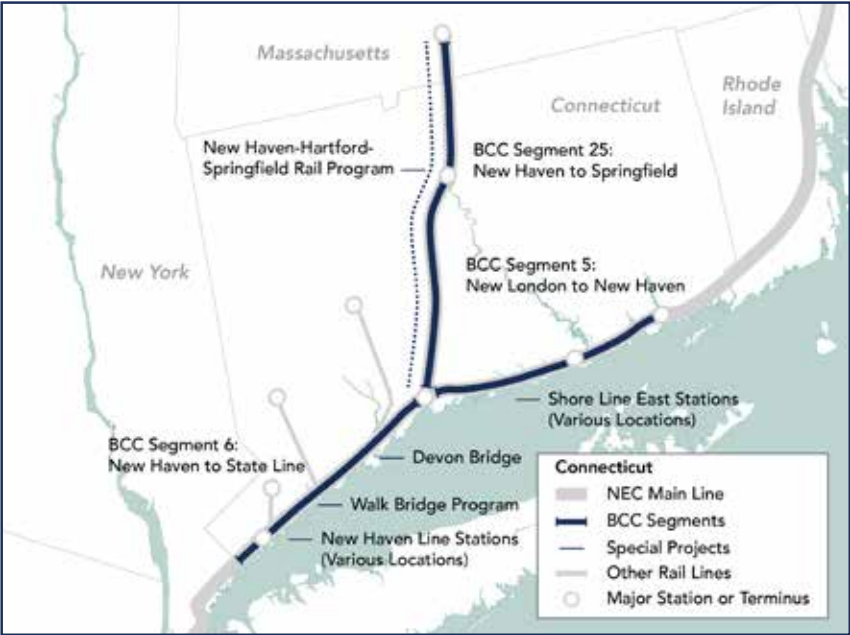 Massachusetts
Connecticut
Rhode
Island
New Haven-Hartford-
Springfield Rail Program
BCC Segment 25:
New Haven to Springfield
New York
BCC Segment 5:
New London to New Haven
Shore Line East Stations
(Various Locations)
BCC Segment 6:
New Haven to State Line
Devon Bridge
Walk Bridge Program
New Haven Line Stations
(Various Locations)
Connecticut
NEC Main Line
BCC Segments
Special Projects
Other Rail Lines
Major Station or Terminus